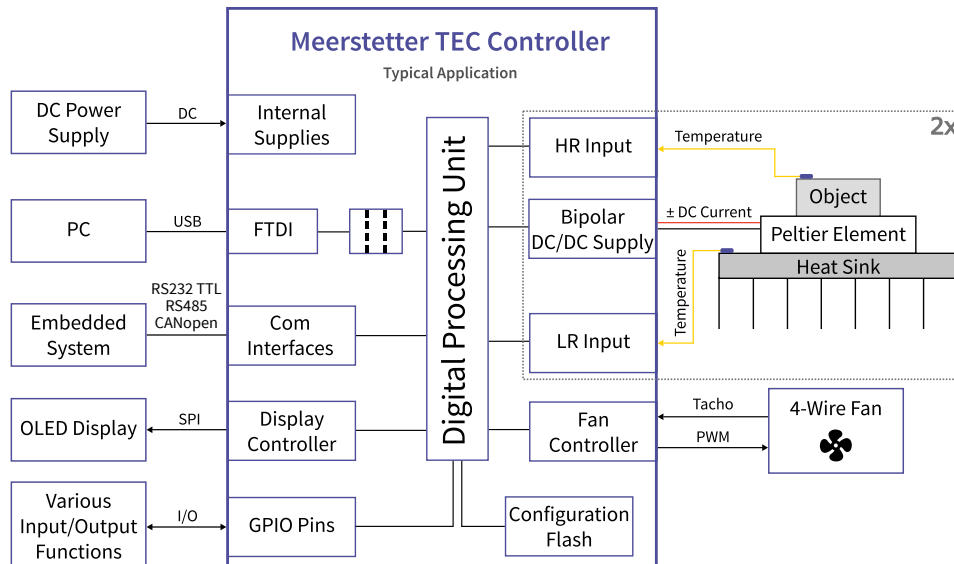 Meerstetter TEC Controller
Typical Application
DC Power
Supply
DC
Internal
Supplies
PC
USB
FTDI
Embedded
System
RS232 TTL
RS485
CANopen
Com
Interfaces
OLED Display
SPI
Display
Controller
Various
Input/Output
Functions
I/O
GPIO Pins
Digital Processing Unit
HR Input
Bipolar
DC/DC Supply
LR Input
Fan
Controller
Configuration
Flash
2x
Temperature
Object
± DC Current
Peltier Element
Heat Sink
Temperature
Tacho
PWM
4-Wire Fan